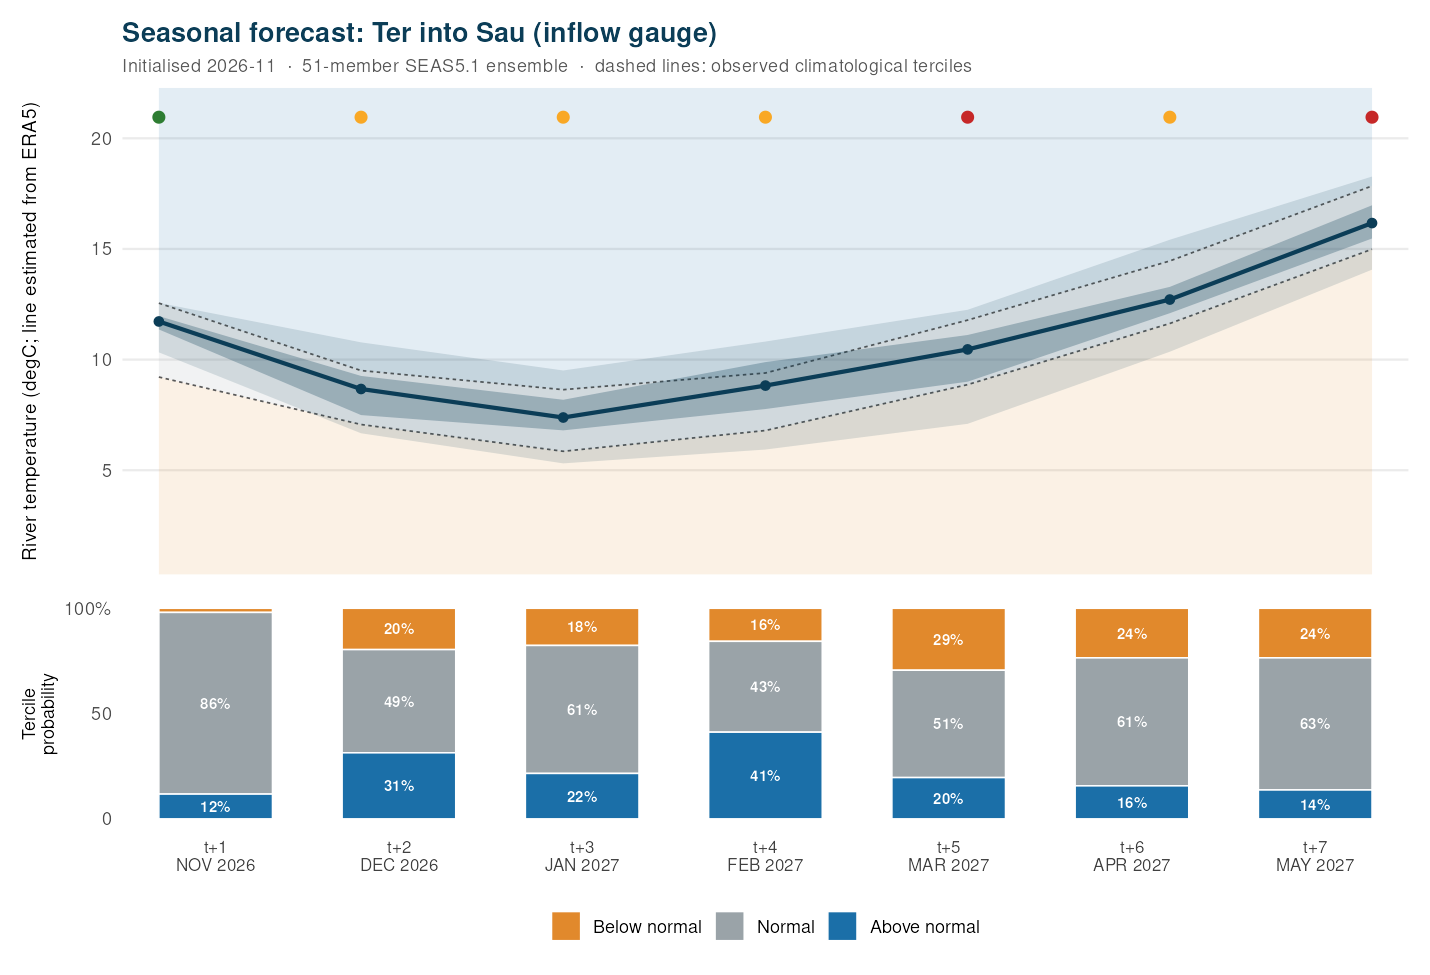 Seasonal forecast: Ter into Sau (inflow gauge)
Initialised 2026-11 · 51-member SEAS5.1 ensemble · dashed lines: observed climatological terciles
River temperature (degC; line estimated from ERA5)
20
15
10
5
Tercile
probability
100%
50
0
20%
18%
16%
29%
24%
24%
86%
49%
61%
43%
51%
61%
63%
12%
31%
22%
41%
20%
16%
14%
t+1
NOV 2026
t+2
DEC 2026
t+3
JAN 2027
t+4
FEB 2027
t+5
MAR 2027
t+6
APR 2027
t+7
MAY 2027
Below normal
Normal
Above normal